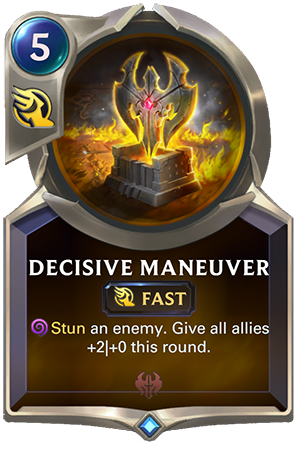 5
DECISIVE MANEUVER
FAST
Stun an enemy. Give all allies
+2|+0 this round.